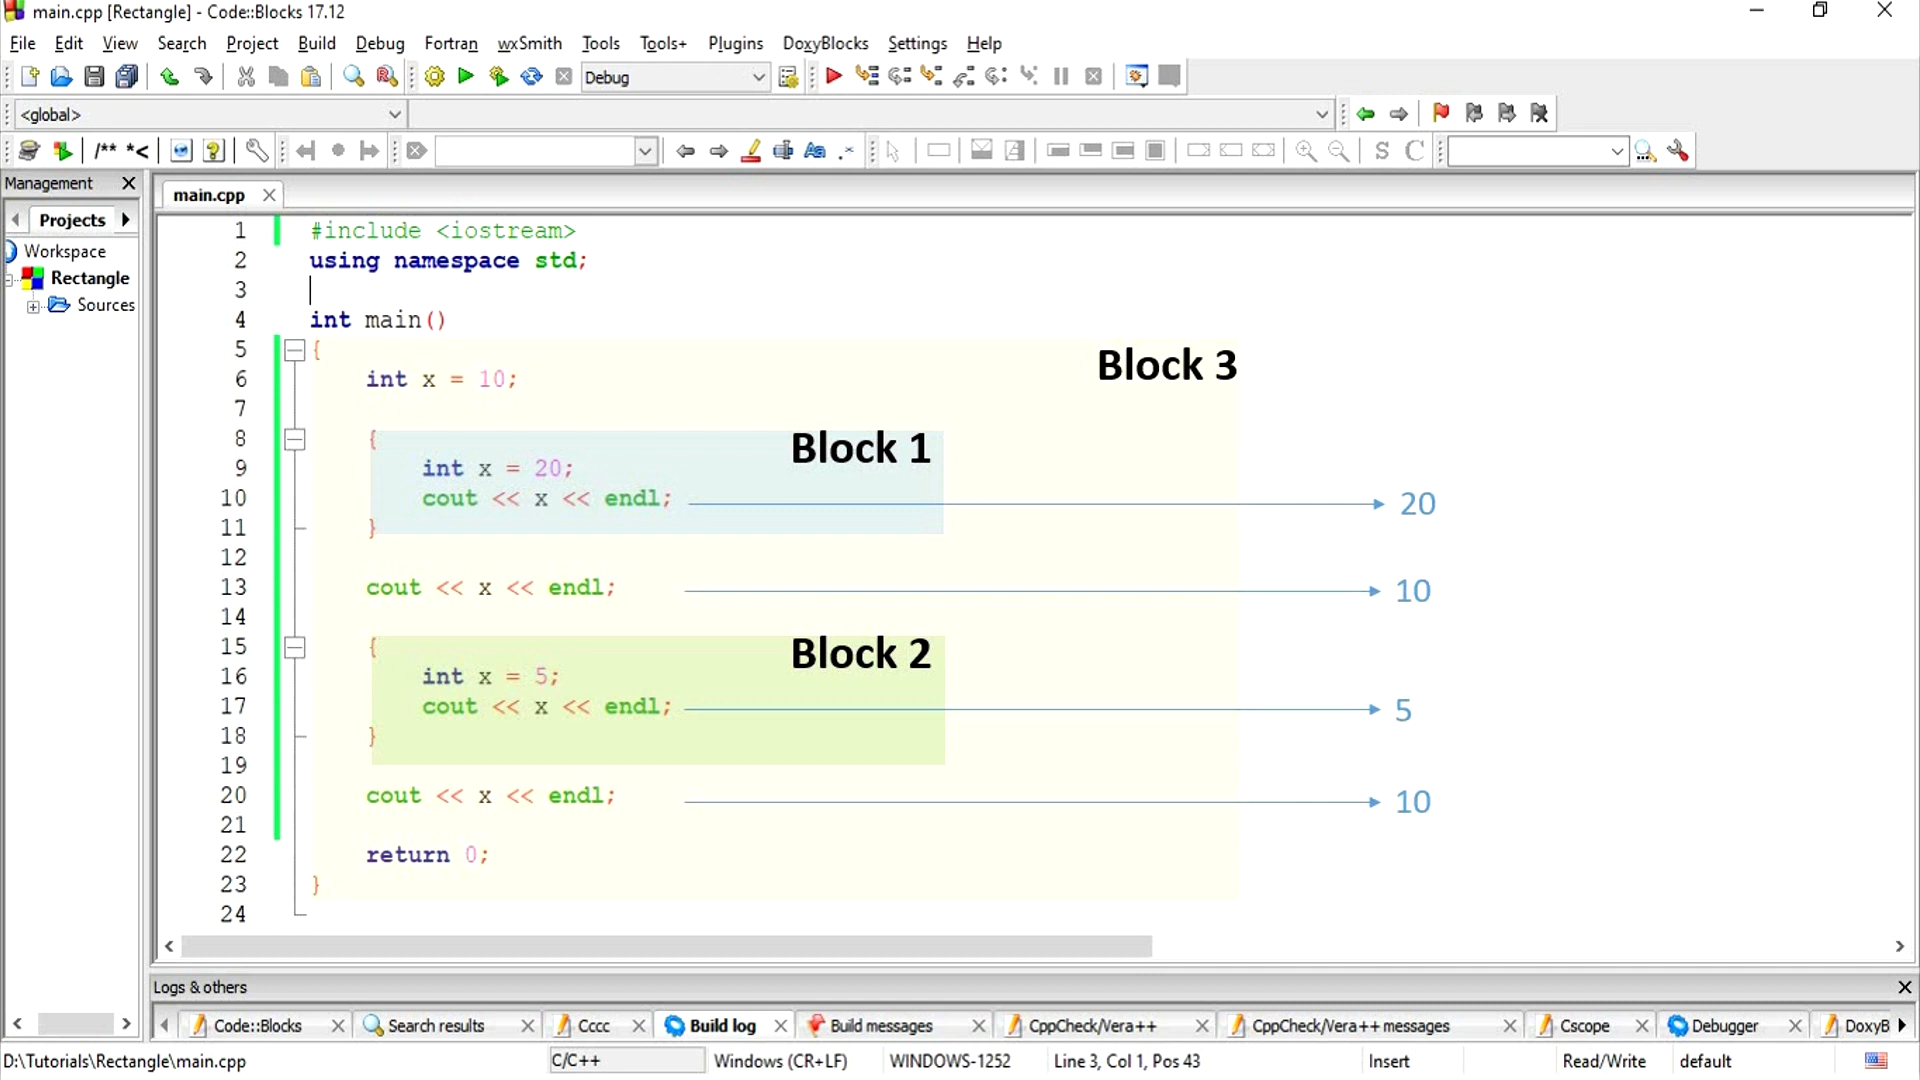 main.cpp [Rectangle] - Code::Blocks 17.12
File Edit View Search Project Build Debug Fortran wxSmith Tools Tools+ Plugins DoxyBlocks Settings Help
Debug
<global>
/** *<
Aa .*
S C
Management
main.cpp
Projects
Workspace
Rectangle
Sources
1 #include <iostream>
2 using namespace std;
3
4 int main()
5 {
Block 3
6 int x = 10;
7
8 {
Block 1
9 int x = 20;
10 cout << x << endl; 20
11 }
12
13 cout << x << endl; 10
14
15 {
Block 2
16 int x = 5;
17 cout << x << endl; 5
18 }
19
20 cout << x << endl; 10
21
22 return 0;
23 }
24
Logs & others
Code::Blocks Search results Cccc Build log Build messages CppCheck/Vera++ CppCheck/Vera++ messages Cscope Debugger DoxyB
D:\Tutorials\Rectangle\main.cpp C/C++ Windows (CR+LF) WINDOWS-1252 Line 3, Col 1, Pos 43 Insert Read/Write default